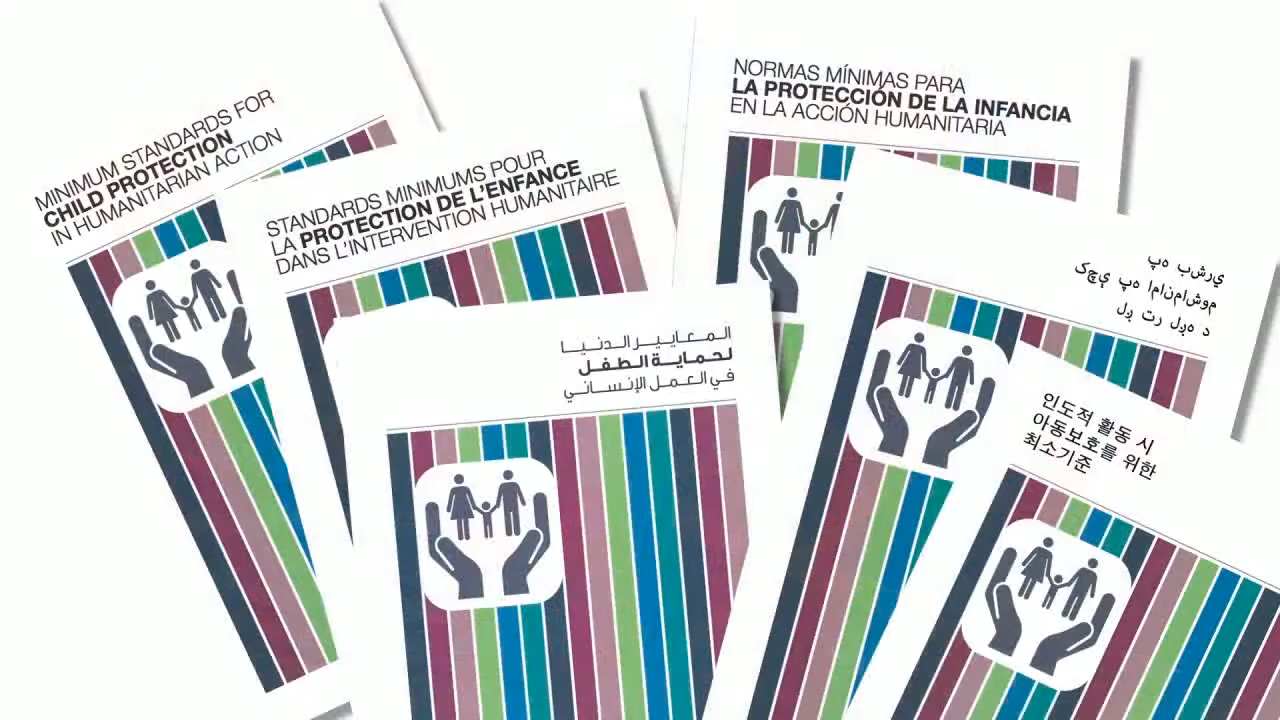 MINIMUM STANDARDS FOR
CHILD PROTECTION
IN HUMANITARIAN ACTION
STANDARDS MINIMUMS POUR
LA PROTECTION DE L'ENFANCE
DANS L'INTERVENTION HUMANITAIRE
المعايير الدنيا
لحماية الطفل
في العمل الإنساني
NORMAS MÍNIMAS PARA
LA PROTECCIÓN DE LA INFANCIA
EN LA ACCIÓN HUMANITARIA
인도적 활동 시
아동보호를 위한
최소기준